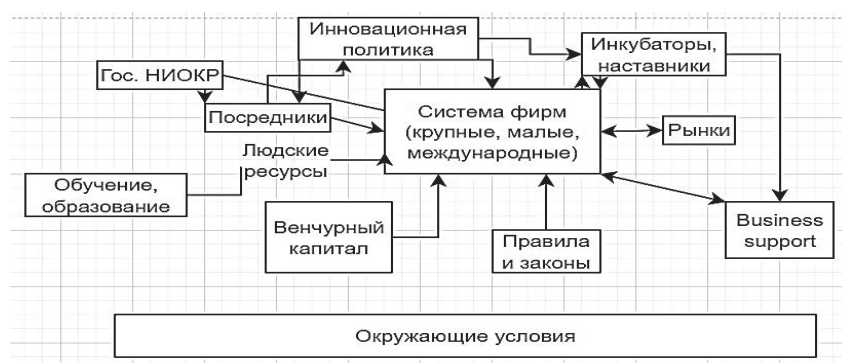 Инновационная
политика
Инкубаторы,
наставники
Гос. НИОКР
Посредники
Система фирм
(крупные, малые,
международные)
Рынки
Людские
ресурсы
Обучение,
образование
Венчурный
капитал
Правила
и законы
Business
support
Окружающие условия